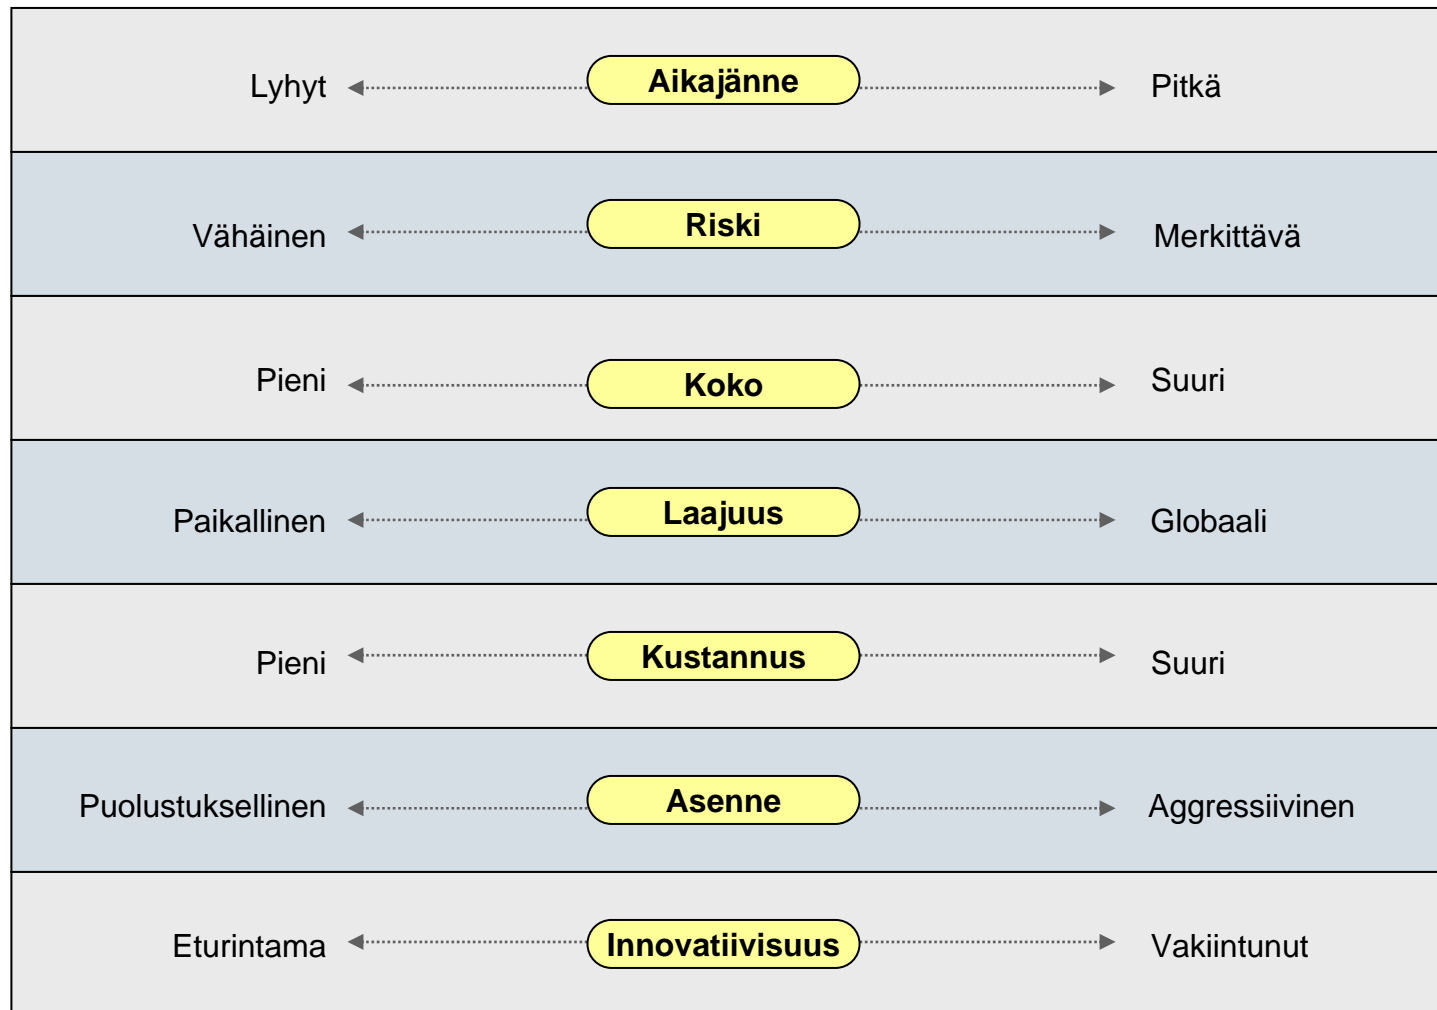 Lyhyt Aikajänne Pitkä
Vähäinen Riski Merkittävä
Pieni Koko Suuri
Paikallinen Laajuus Globaali
Pieni Kustannus Suuri
Puolustuksellinen Asenne Aggressiivinen
Eturintama Innovatiivisuus Vakiintunut